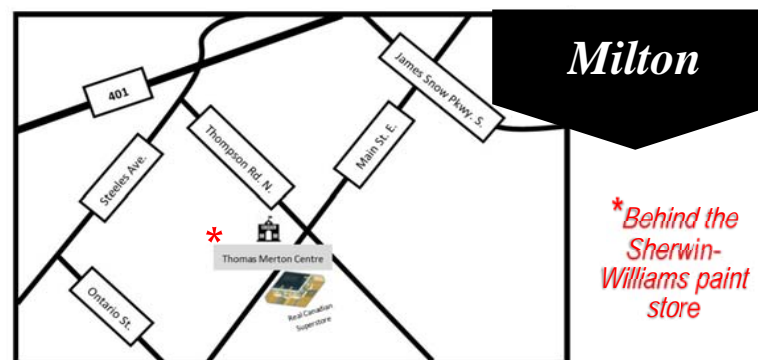 Milton
401
James Snow Pkwy. S.
Steeles Ave.
Thompson Rd. N.
Main St. E.
*
Thomas Merton Centre
Ontario St.
Real Canadian
Superstore
*Behind the
Sherwin-
Williams paint
store